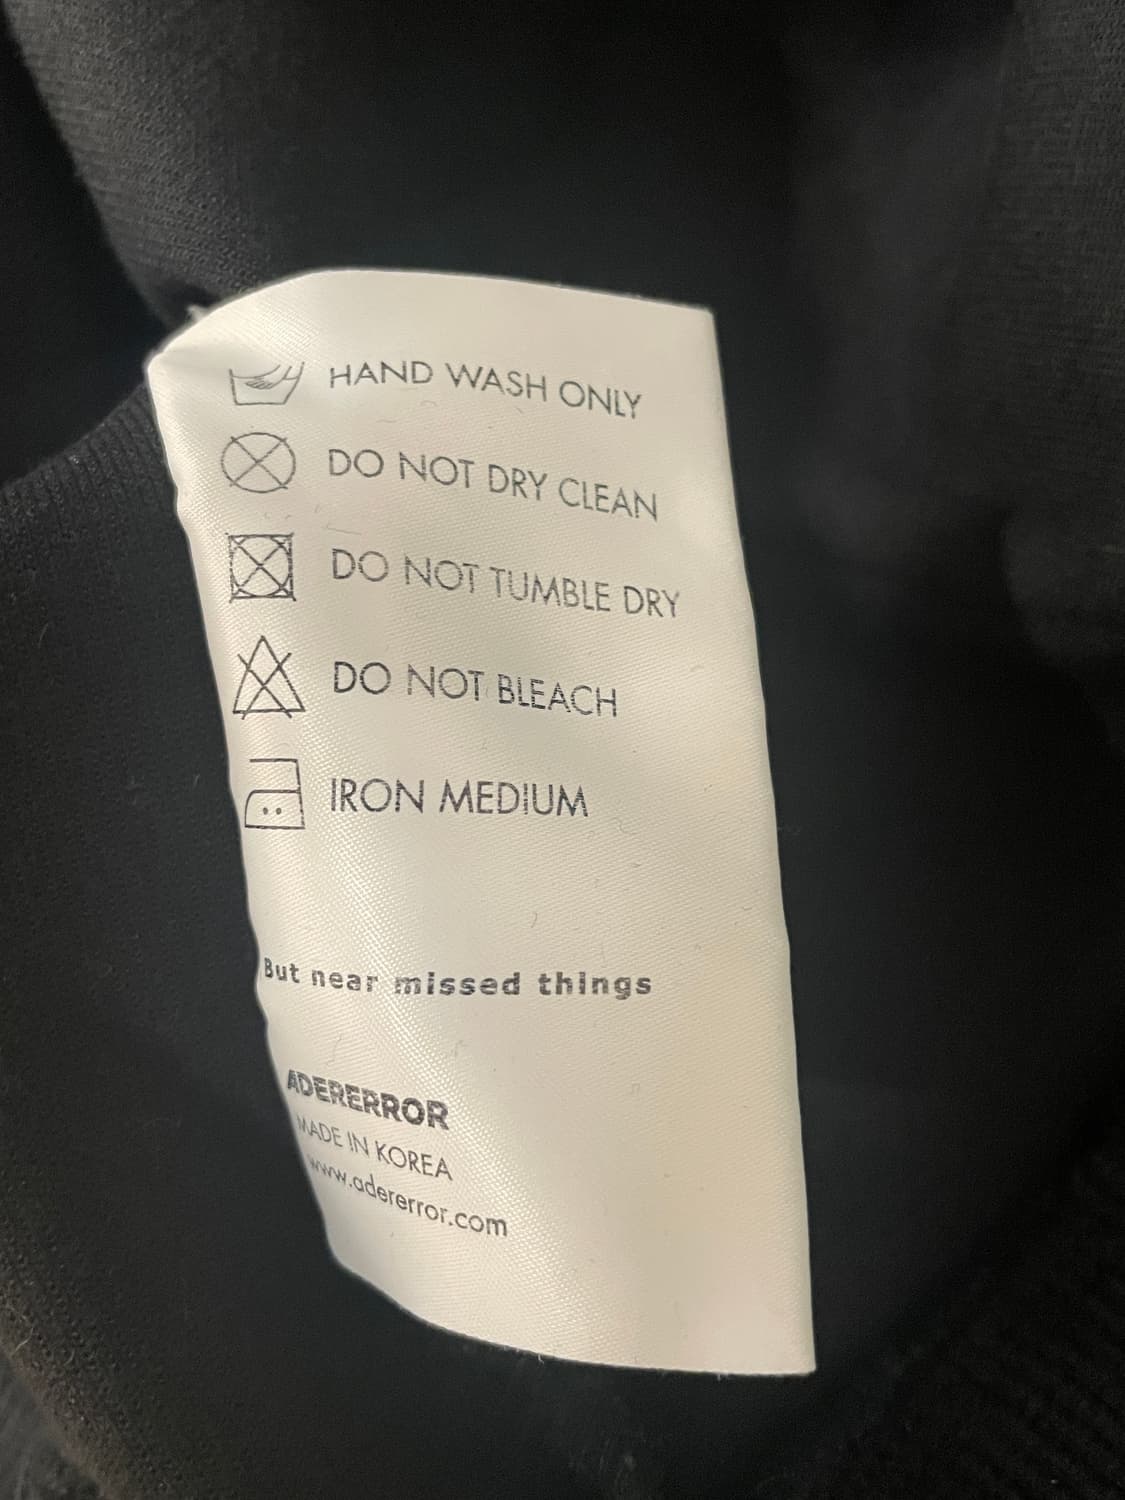 HAND WASH ONLY
DO NOT DRY CLEAN
DO NOT TUMBLE DRY
DO NOT BLEACH
IRON MEDIUM
But near missed things
ADERERROR
MADE IN KOREA
www.adererror.com